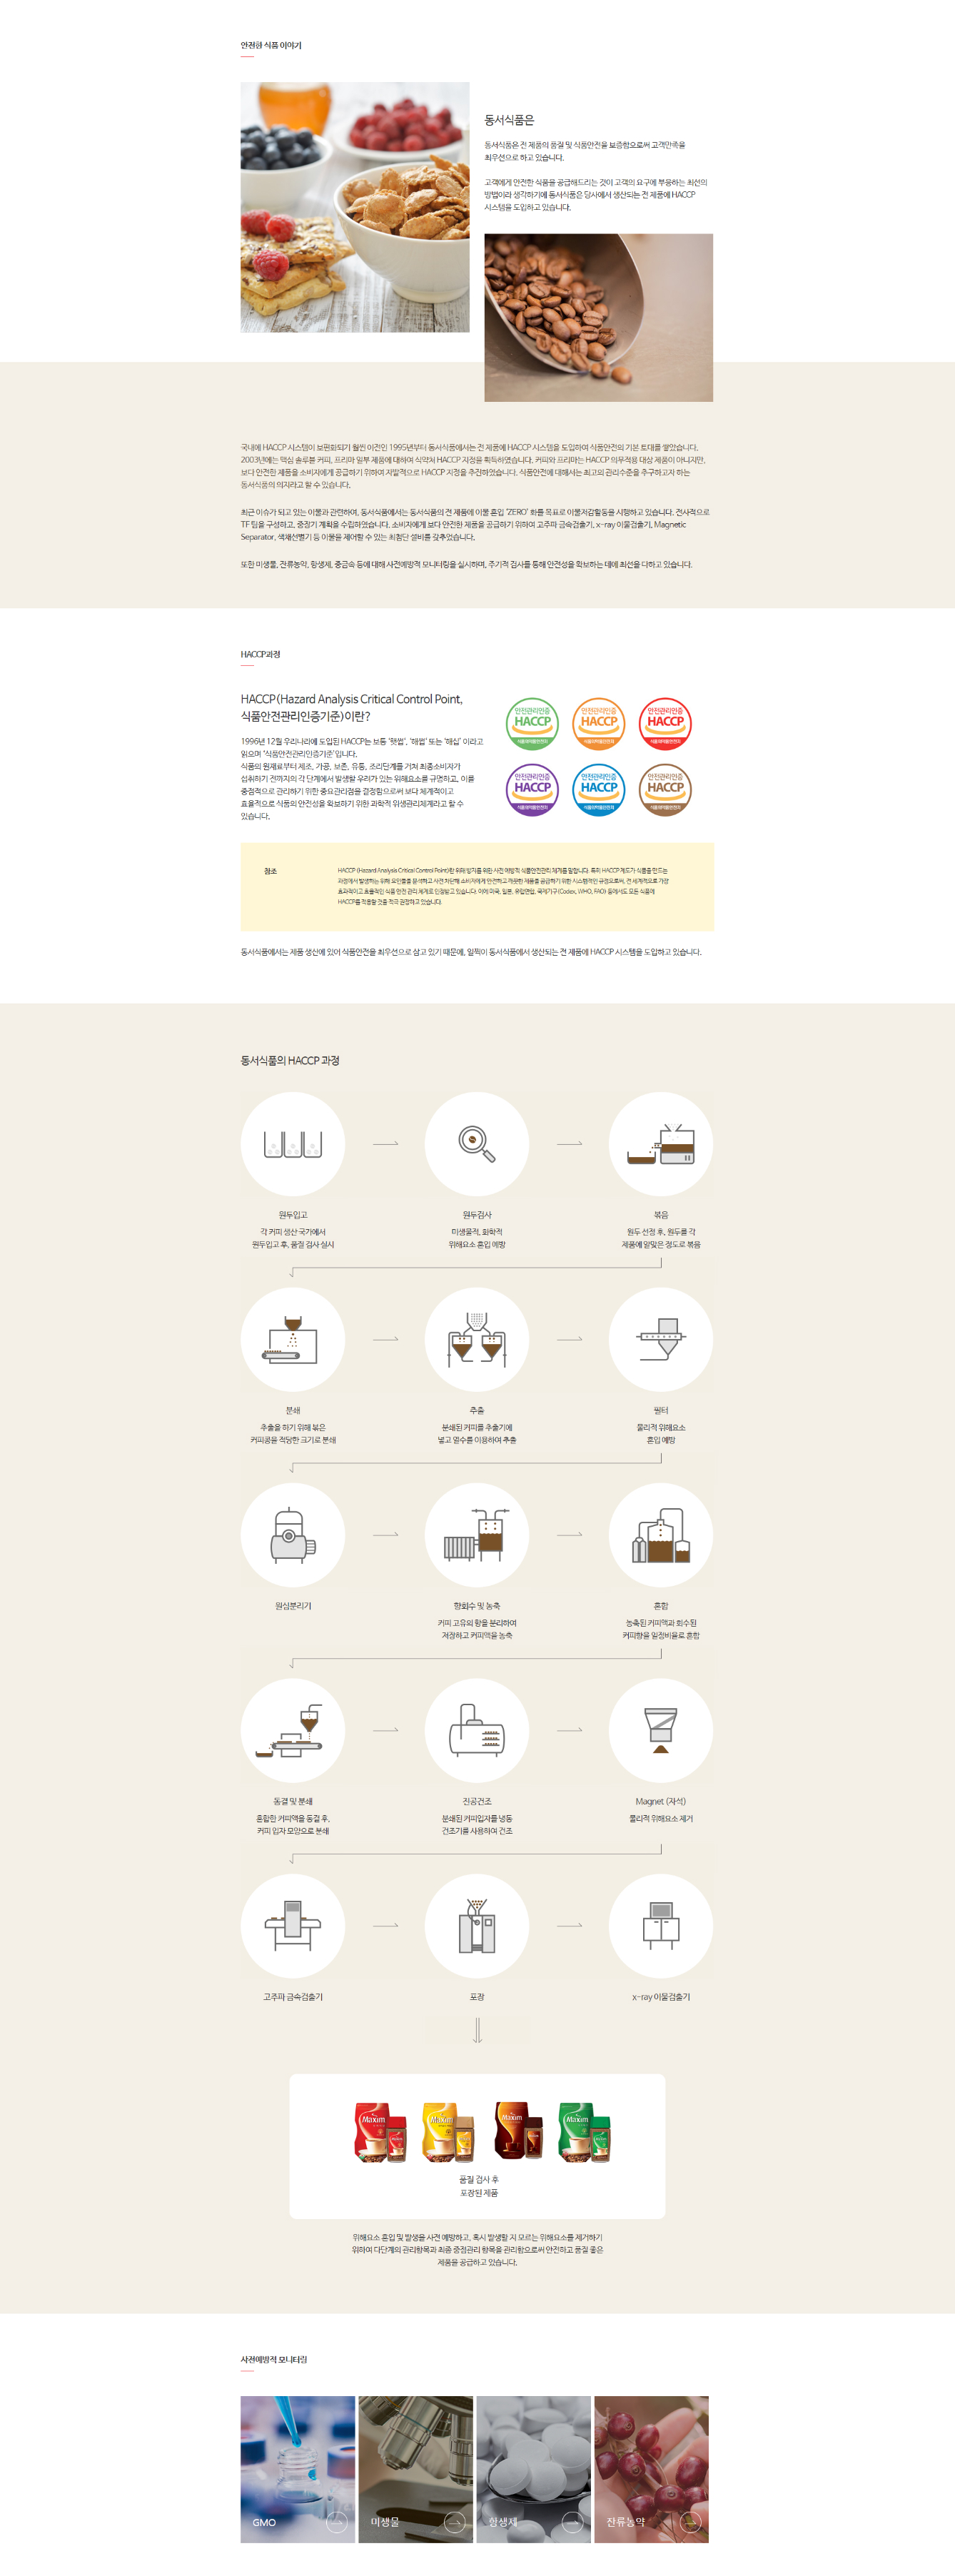 안전한 식품 이야기
동서식품은
동서식품은 전 제품의 품질 및 식품안전을 보증함으로써 고객만족을
최우선으로 하고 있습니다.
고객에게 안전한 식품을 공급해드리는 것이 고객의 요구에 부응하는 최선의
방법이라 생각하기에 동서식품은 당사에서 생산되는 전 제품에 HACCP
시스템을 도입하고 있습니다.
국내에 HACCP 시스템이 보편화되기 훨씬 이전인 1995년부터 동서식품에서는 전 제품에 HACCP 시스템을 도입하여 식품안전의 기본 토대를 쌓았습니다.
2003년에는 맥심 솔루블 커피, 프리마 일부 제품에 대하여 식약처 HACCP 지정을 획득하였습니다. 커피와 프리마는 HACCP 의무적용 대상 제품이 아니지만,
보다 안전한 제품을 소비자에게 공급하기 위하여 자발적으로 HACCP 지정을 추진하였습니다. 식품안전에 대해서는 최고의 관리수준을 추구하고자 하는
동서식품의 의지라고 할 수 있습니다.
최근 이슈가 되고 있는 이물과 관련하여, 동서식품에서는 동서식품의 전 제품에 이물 혼입 'ZERO' 화를 목표로 이물저감활동을 시행하고 있습니다. 전사적으로
TF 팀을 구성하고, 중장기 계획을 수립하였습니다. 소비자에게 보다 안전한 제품을 공급하기 위하여 고주파 금속검출기, x-ray 이물검출기, Magnetic
Separator, 색채선별기 등 이물을 제어할 수 있는 최첨단 설비를 갖추었습니다.
또한 미생물, 잔류농약, 항생제, 중금속 등에 대해 사전예방적 모니터링을 실시하며, 주기적 검사를 통해 안전성을 확보하는 데에 최선을 다하고 있습니다.
HACCP과정
HACCP(Hazard Analysis Critical Control Point,
식품안전관리인증기준)이란?
1996년 12월 우리나라에 도입된 HACCP는 보통 '햇썹', '해썹' 또는 '해십' 이라고
읽으며 '식품안전관리인증기준'입니다.
식품의 원재료부터 제조, 가공, 보존, 유통, 조리단계를 거쳐 최종소비자가
섭취하기 전까지의 각 단계에서 발생할 우려가 있는 위해요소를 규명하고, 이를
중점적으로 관리하기 위한 중요관리점을 결정함으로써 보다 체계적이고
효율적으로 식품의 안전성을 확보하기 위한 과학적 위생관리체계라고 할 수
있습니다.
안전관리인증 HACCP 식품의약품안전처
안전관리인증 HACCP 식품의약품안전처
안전관리인증 HACCP 식품의약품안전처
안전관리인증 HACCP 식품의약품안전처
안전관리인증 HACCP 식품의약품안전처
안전관리인증 HACCP 식품의약품안전처
참조
HACCP (Hazard Analysis Critical Control Point)란 위해 방지를 위한 사전 예방적 식품안전관리 체계를 말합니다. 특히 HACCP 제도가 식품을 만드는
과정에서 발생하는 위해 요인들을 분석하고 사전 차단해 소비자에게 안전하고 깨끗한 제품을 공급하기 위한 시스템적인 규정으로써, 전 세계적으로 가장
효과적이고 효율적인 식품 안전 관리 체계로 인정받고 있습니다. 이에 미국, 일본, 유럽연합, 국제기구(Codex, WHO, FAO) 등에서도 모든 식품에
HACCP를 적용할 것을 적극 권장하고 있습니다.
동서식품에서는 제품 생산에 있어 식품안전을 최우선으로 삼고 있기 때문에, 일찍이 동서식품에서 생산되는 전 제품에 HACCP 시스템을 도입하고 있습니다.
동서식품의 HACCP 과정
원두입고
각 커피 생산 국가에서
원두입고 후, 품질 검사 실시
원두검사
미생물적, 화학적
위해요소 혼입 예방
볶음
원두 선정 후, 원두를 각
제품에 알맞은 정도로 볶음
분쇄
추출을 하기 위해 볶은
커피콩을 적당한 크기로 분쇄
추출
분쇄된 커피를 추출기에
넣고 열수를 이용하여 추출
필터
물리적 위해요소
혼입 예방
원심분리기
향회수 및 농축
커피 고유의 향을 분리하여
저장하고 커피액을 농축
혼합
농축된 커피액과 회수된
커피향을 일정비율로 혼합
동결 및 분쇄
혼합한 커피액을 동결 후,
커피 입자 모양으로 분쇄
진공건조
분쇄된 커피입자를 냉동
건조기를 사용하여 건조
Magnet (자석)
물리적 위해요소 제거
고주파 금속검출기
포장
x-ray 이물검출기
Maxim
Maxim
Maxim
Maxim
품질 검사 후
포장된 제품
위해요소 혼입 및 발생을 사전 예방하고, 혹시 발생할 지 모르는 위해요소를 제거하기
위하여 다단계의 관리항목과 최종 중점관리 항목을 관리함으로써 안전하고 품질 좋은
제품을 공급하고 있습니다.
사전예방적 모니터링
GMO
미생물
항생제
잔류농약